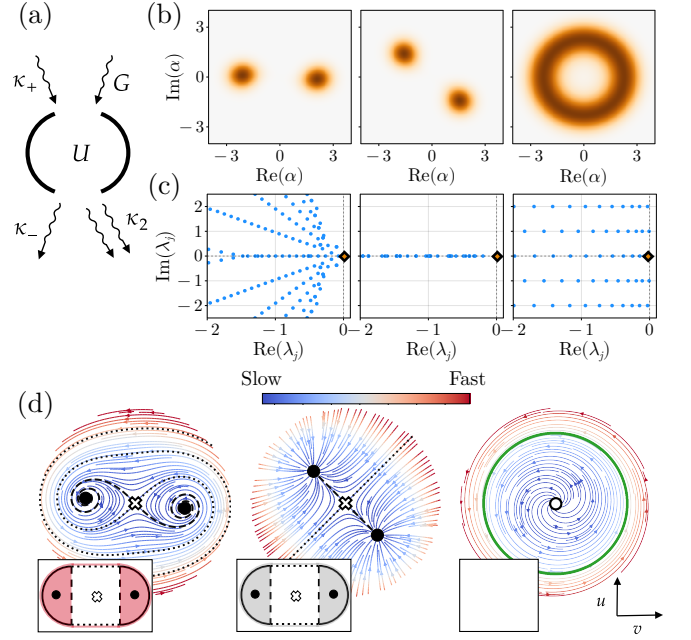 (a)
κ₊
G
U
κ₋
κ₂
(b)
Im(α)
3
0
−3
−3 0 3
−3 0 3
−3 0 3
Re(α)
Re(α)
Re(α)
(c)
Im(λⱼ)
2
1
0
−1
−2
−2 −1 0
−2 −1 0
−2 −1 0
Re(λⱼ)
Re(λⱼ)
Re(λⱼ)
Slow
Fast
(d)
u
v